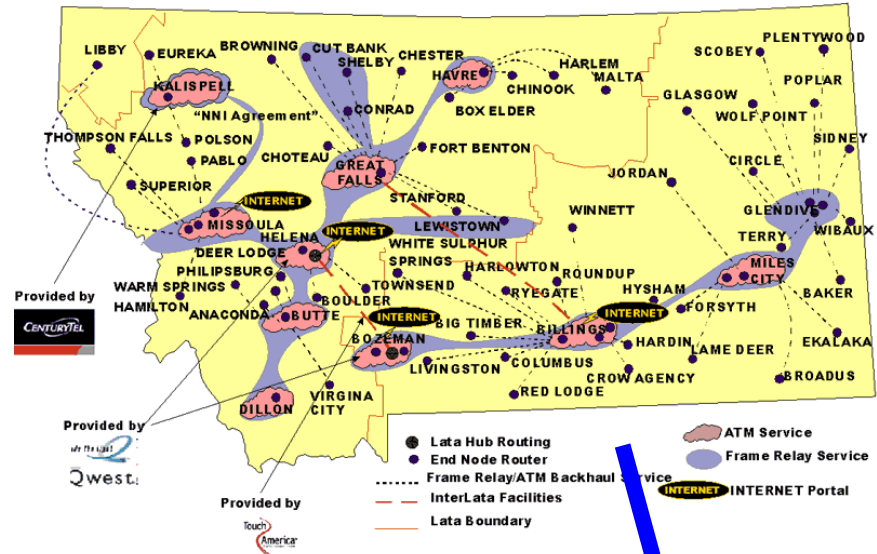 PLENTYWOOD
LIBBY
EUREKA
BROWNING
CUT BANK
SCOBEY
SHELBY
CHESTER
HAVRE
HARLEM
MALTA
POPLAR
KALISPELL
CHINOOK
GLASGOW
CONRAD
BOX ELDER
WOLF POINT
"NNI Agreement"
THOMPSON FALLS
POLSON
SIDNEY
PABLO
CHOTEAU
FORT BENTON
GREAT
FALLS
CIRCLE
JORDAN
SUPERIOR
STANFORD
INTERNET
WINNETT
GLENDIVE
MISSOULA
LEWISTOWN
WIBAUX
HELENA
INTERNET
TERRY
DEER LODGE
WHITE SULPHUR
SPRINGS
HARLOWTON
MILES
CITY
PHILIPSBURG
ROUNDUP
WARM SPRINGS
TOWNSEND
RYEGATE
HYSHAM
BAKER
HAMILTON
ANACONDA
BOULDER
FORSYTH
Provided by
CENTURYTEL
BUTTE
INTERNET
BIG TIMBER
BILLINGS
INTERNET
BOZEMAN
HARDIN
EKALAKA
LIVINGSTON
COLUMBUS
LAME DEER
CROW AGENCY
BROADUS
RED LODGE
DILLON
VIRGINA
CITY
Provided by
Qwest
Provided by
Touch
America
Lata Hub Routing
End Node Router
Frame Relay/ATM Backhaul Service
InterLata Facilities
Lata Boundary
ATM Service
Frame Relay Service
INTERNET
INTERNET Portal